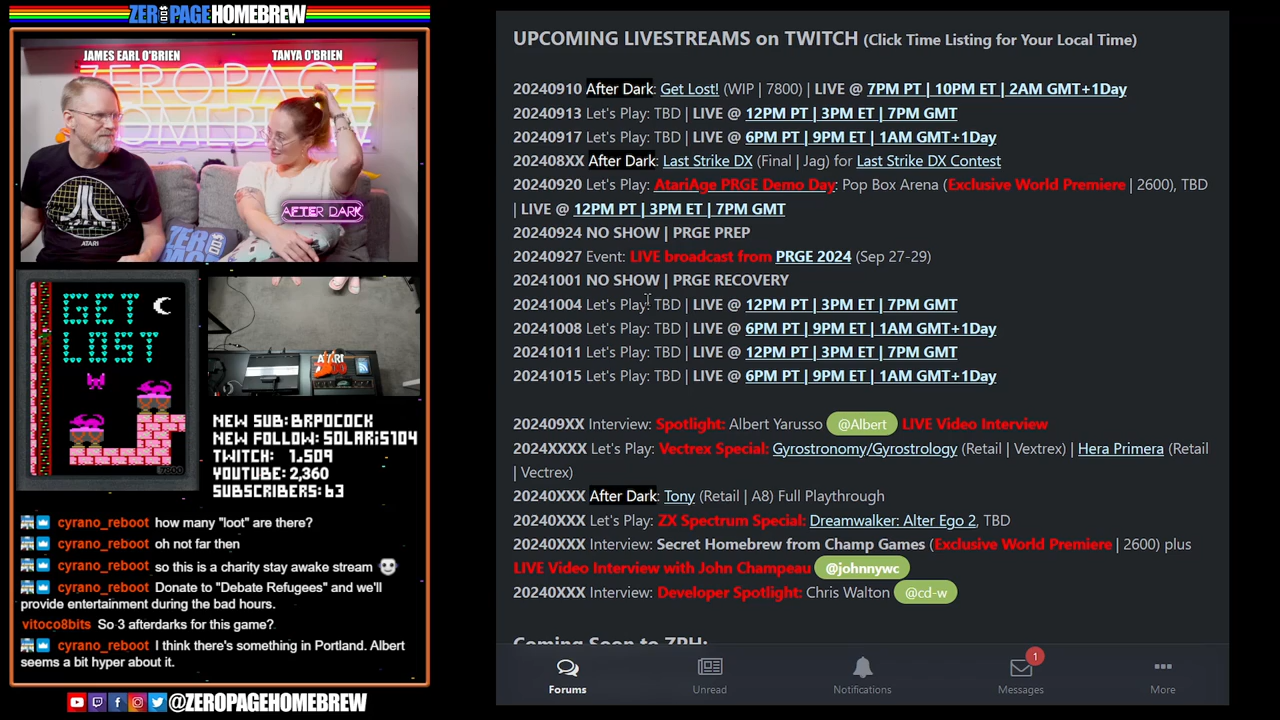 ZEROPAGE HOMEBREW
JAMES EARL O'BRIEN
TANYA O'BRIEN
ZEROPAGE
HOMEBREW
AFTER DARK
ATARI
GET
LOST
7800
ATARI
NEW SUB: BRPOCOCK
NEW FOLLOW: SOLARIS104
TWITCH: 1,509
YOUTUBE: 2,360
SUBSCRIBERS: 63
cyrano_reboot how many "loot" are there?
cyrano_reboot oh not far then
cyrano_reboot so this is a charity stay awake stream
cyrano_reboot Donate to "Debate Refugees" and we'll
provide entertainment during the bad hours.
vitoco8bits So 3 afterdarks for this game?
cyrano_reboot I think there's something in Portland. Albert
seems a bit hyper about it.
@ZEROPAGEHOMEBREW
UPCOMING LIVESTREAMS on TWITCH (Click Time Listing for Your Local Time)
20240910 After Dark: Get Lost! (WIP | 7800) | LIVE @ 7PM PT | 10PM ET | 2AM GMT+1Day
20240913 Let's Play: TBD | LIVE @ 12PM PT | 3PM ET | 7PM GMT
20240917 Let's Play: TBD | LIVE @ 6PM PT | 9PM ET | 1AM GMT+1Day
202408XX After Dark: Last Strike DX (Final | Jag) for Last Strike DX Contest
20240920 Let's Play: AtariAge PRGE Demo Day: Pop Box Arena (Exclusive World Premiere | 2600), TBD
| LIVE @ 12PM PT | 3PM ET | 7PM GMT
20240924 NO SHOW | PRGE PREP
20240927 Event: LIVE broadcast from PRGE 2024 (Sep 27-29)
20241001 NO SHOW | PRGE RECOVERY
20241004 Let's Play: TBD | LIVE @ 12PM PT | 3PM ET | 7PM GMT
20241008 Let's Play: TBD | LIVE @ 6PM PT | 9PM ET | 1AM GMT+1Day
20241011 Let's Play: TBD | LIVE @ 12PM PT | 3PM ET | 7PM GMT
20241015 Let's Play: TBD | LIVE @ 6PM PT | 9PM ET | 1AM GMT+1Day
202409XX Interview: Spotlight: Albert Yarusso @Albert LIVE Video Interview
2024XXXX Let's Play: Vectrex Special: Gyrostronomy/Gyrostrology (Retail | Vextrex) | Hera Primera (Retail
| Vectrex)
20240XXX After Dark: Tony (Retail | A8) Full Playthrough
20240XXX Let's Play: ZX Spectrum Special: Dreamwalker: Alter Ego 2, TBD
20240XXX Interview: Secret Homebrew from Champ Games (Exclusive World Premiere | 2600) plus
LIVE Video Interview with John Champeau @johnnywc
20240XXX Interview: Developer Spotlight: Chris Walton @cd-w
Coming Soon to ZPH:
1
Forums
Unread
Notifications
Messages
More